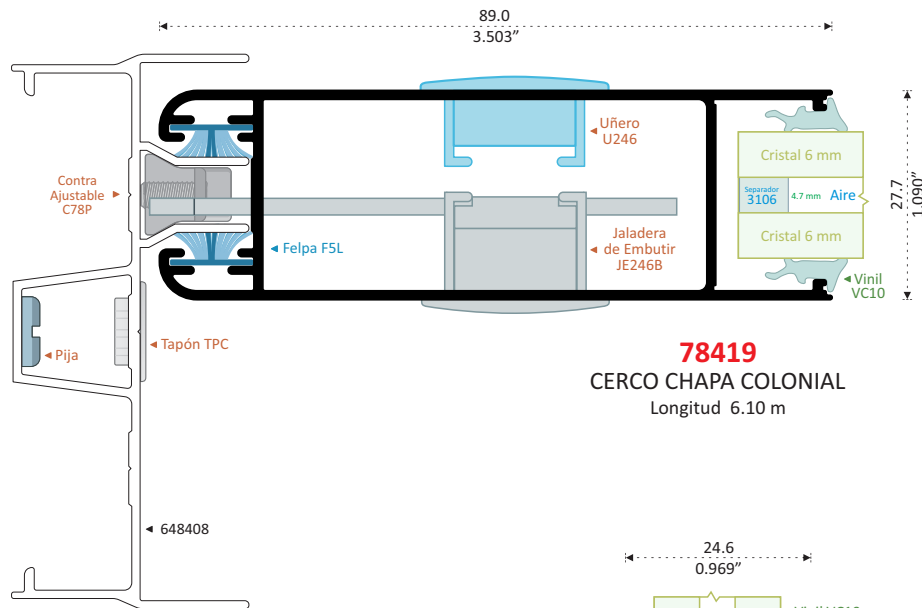 89.0
3.503”
Uñero
U246
Cristal 6 mm
Contra
Ajustable
C78P
Separador
3106
4.7 mm
Aire
27.7
1.090”
Cristal 6 mm
Felpa F5L
Jaladera
de Embutir
JE246B
Vinil
VC10
Pija
Tapón TPC
78419
CERCO CHAPA COLONIAL
Longitud 6.10 m
648408
24.6
0.969”